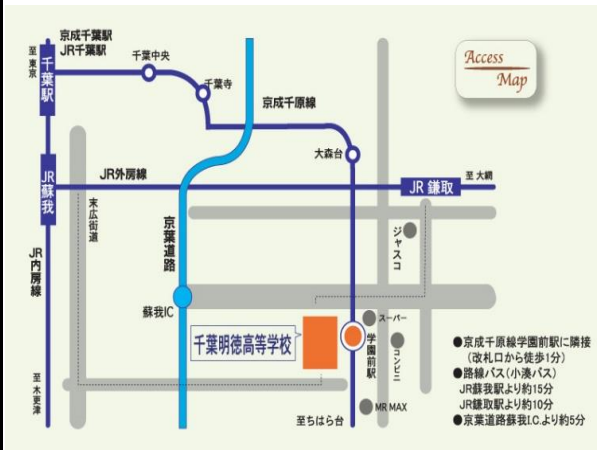 京成千葉駅
JR千葉駅
至 東京
千葉駅
千葉中央
千葉寺
京成千原線
大森台
Access
Map
JR蘇我
JR外房線
JR 鎌取
至 大網
末広街道
京葉道路
ジャスコ
JR内房線
蘇我IC
千葉明徳高等学校
スーパー
学園前駅
コンビニ
至 木更津
MR MAX
至ちはら台
●京成千原線学園前駅に隣接
(改札口から徒歩1分)
●路線バス(小湊バス)
JR蘇我駅より約15分
JR鎌取駅より約10分
●京葉道路蘇我I.C.より約5分